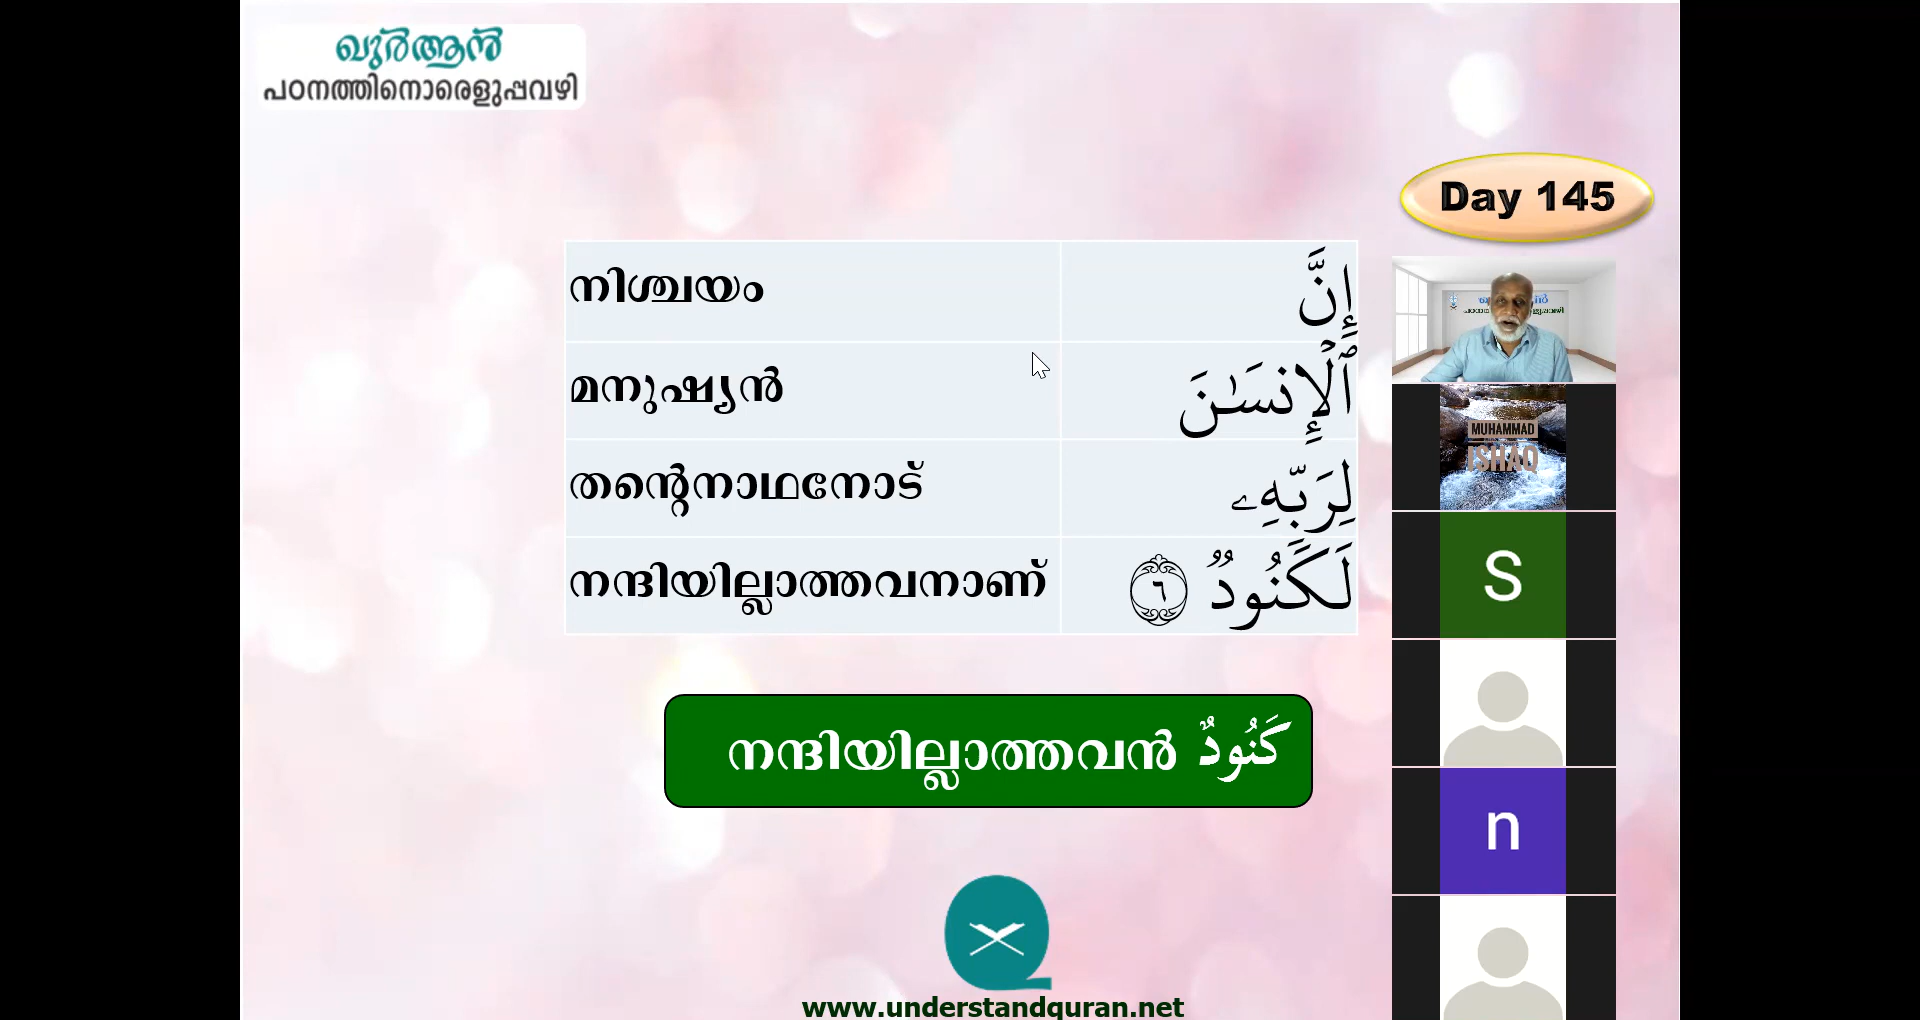 ഖുർആൻ
പഠനത്തിനൊരെളുപ്പവഴി
Day 145
നിശ്ചയം إِنَّ
മനുഷ്യൻ ٱلْإِنسَـٰنَ
തന്റെനാഥനോട് لِرَبِّهِۦ
നന്ദിയില്ലാത്തവനാണ് لَكَنُودٌ ٦
നന്ദിയില്ലാത്തവൻ كَنُودٌ
MUHAMMAD
ISHAQ
S
n
www.understandquran.net